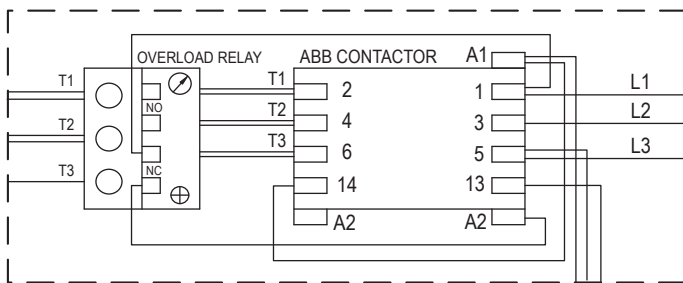 OVERLOAD RELAY ABB CONTACTOR A1
T1 T1 2 1 L1
NO
T2 T2 4 3 L2
T3 T3 6 5 L3
NC
14 13
A2 A2